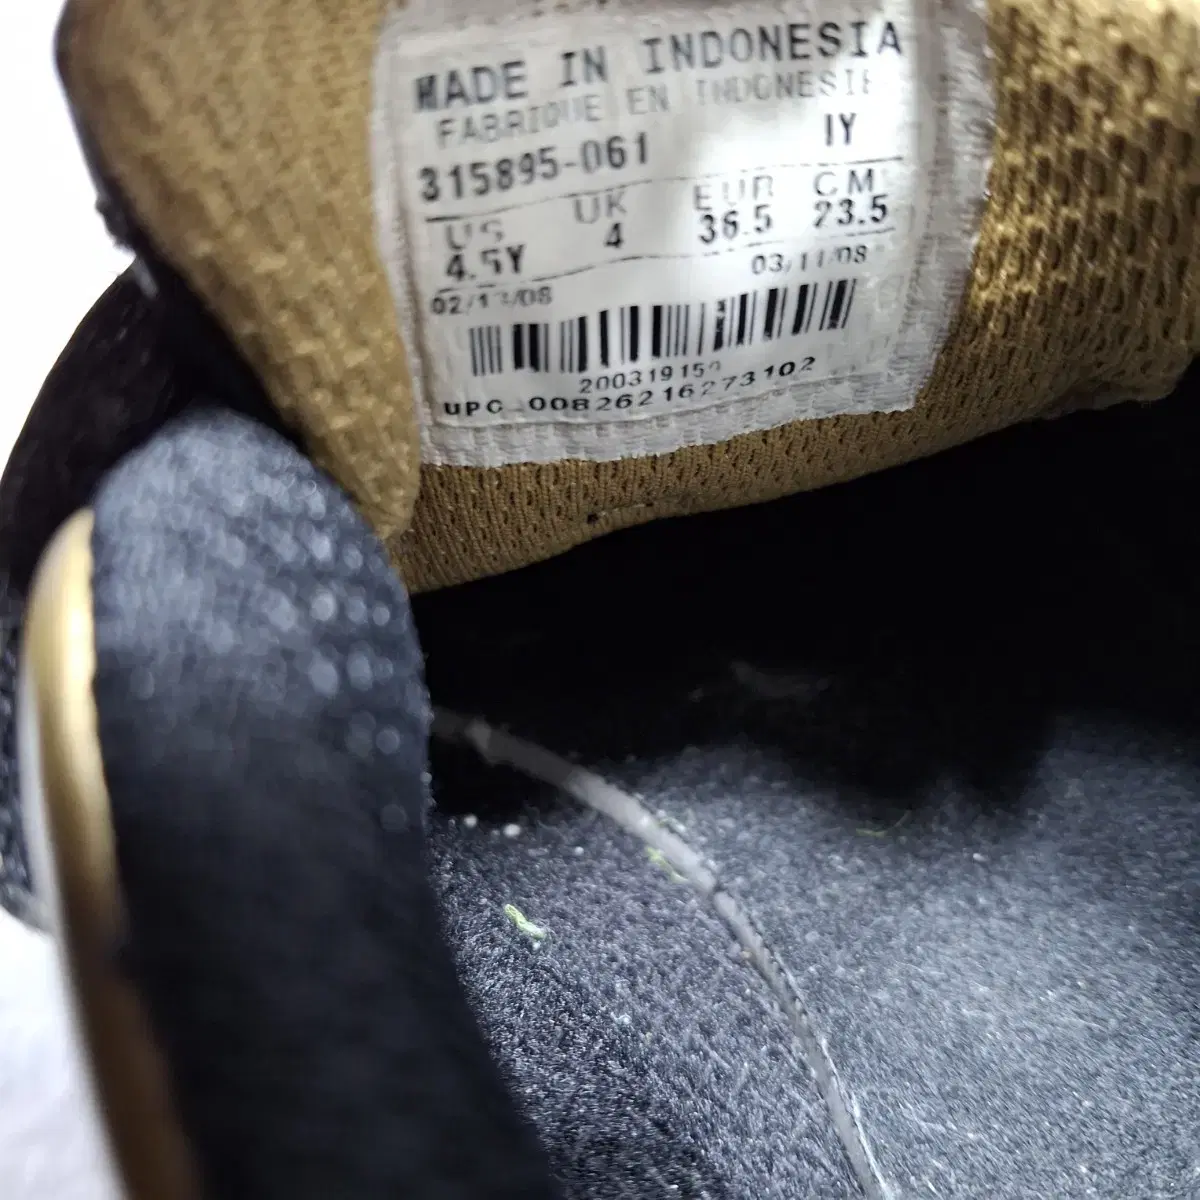 MADE IN INDONESIA
FABRIQUE EN INDONESIE
315895-061 IY
US UK EUR CM
4.5Y 4 36.5 23.5
02/13/08 03/11/08
UPC 00826216273102